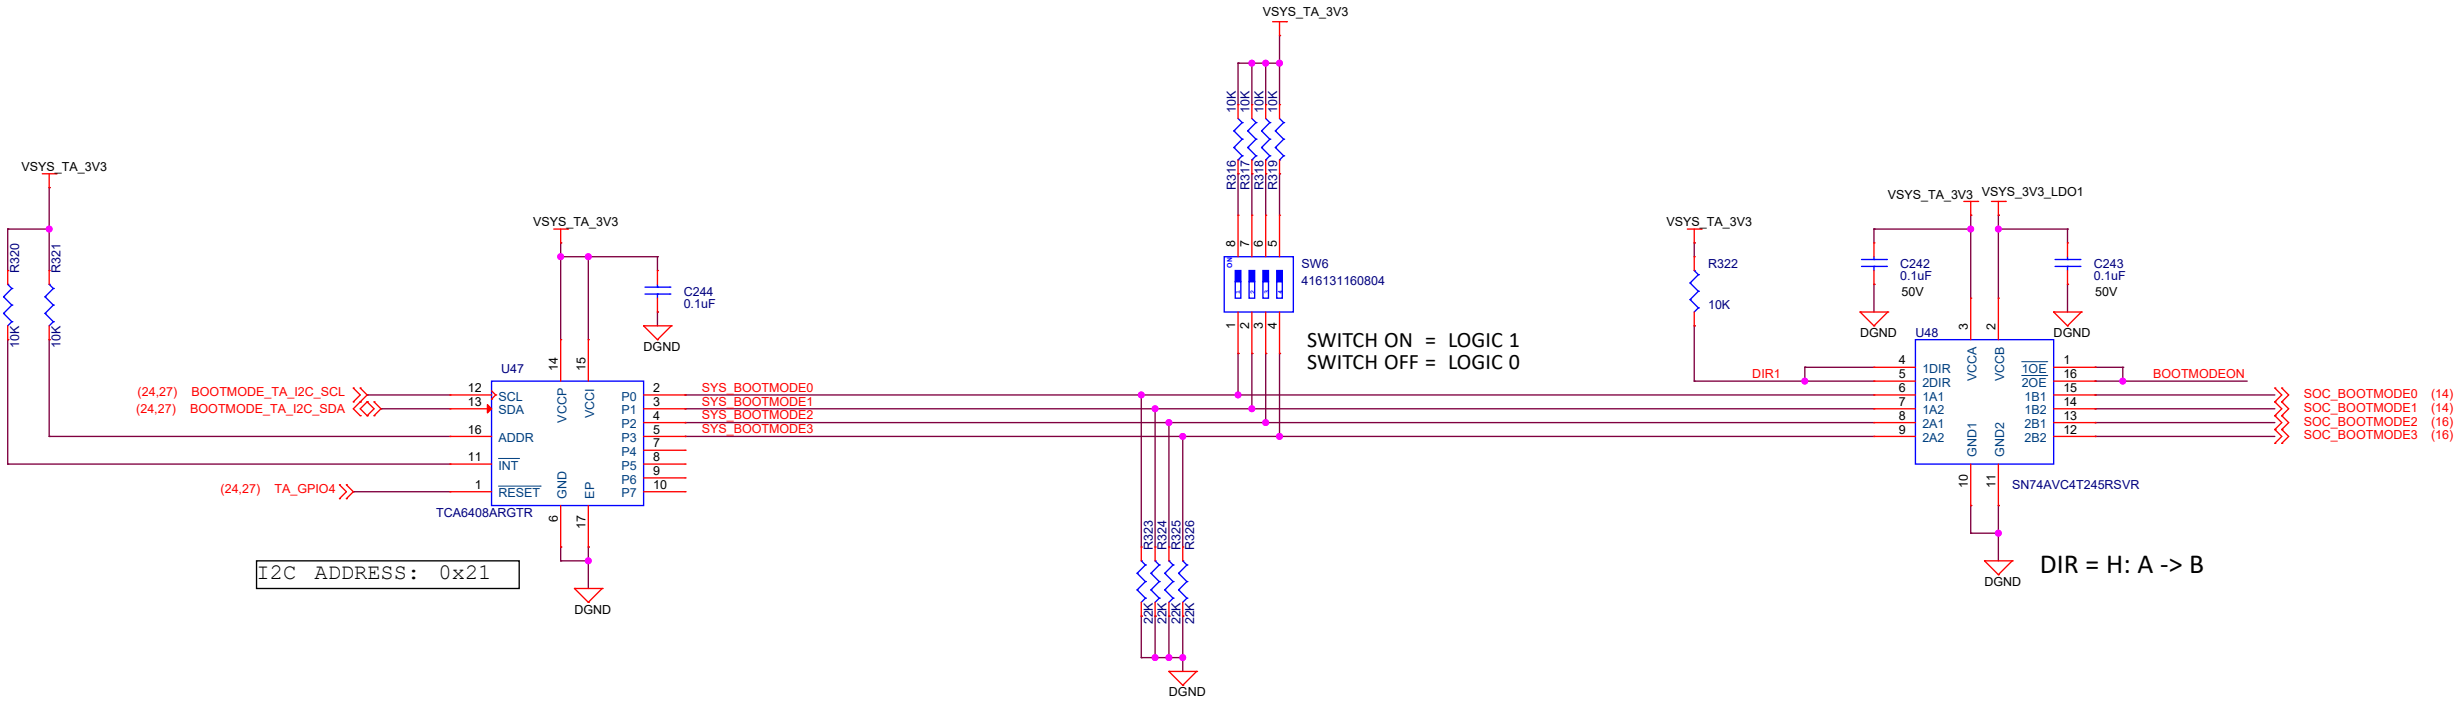 VSYS_TA_3V3
10K
10K
10K
10K
R316
R317
R318
R319
8
7
6
5
ON
1
2
3
4
SW6
416131160804
1
2
3
4
SWITCH ON = LOGIC 1
SWITCH OFF = LOGIC 0
VSYS_TA_3V3
R320
R321
10K
10K
VSYS_TA_3V3
C244
0.1uF
DGND
14
15
U47
(24,27) BOOTMODE_TA_I2C_SCL
(24,27) BOOTMODE_TA_I2C_SDA
(24,27) TA_GPIO4
12
13
16
11
1
SCL
SDA
ADDR
INT
RESET
VCCP
VCCI
GND
EP
P0
P1
P2
P3
P4
P5
P6
P7
2
3
4
5
7
8
9
10
TCA6408ARGTR
6
17
DGND
I2C ADDRESS: 0x21
SYS_BOOTMODE0
SYS_BOOTMODE1
SYS_BOOTMODE2
SYS_BOOTMODE3
R323
R324
R325
R326
22K
22K
22K
22K
DGND
VSYS_TA_3V3
R322
10K
DIR1
VSYS_TA_3V3
VSYS_3V3_LDO1
C242
0.1uF
50V
DGND
C243
0.1uF
50V
DGND
3
2
U48
4
5
6
7
8
9
1DIR
2DIR
1A1
1A2
2A1
2A2
VCCA
VCCB
GND1
GND2
1OE
2OE
1B1
1B2
2B1
2B2
1
16
15
14
13
12
BOOTMODEON
SOC_BOOTMODE0 (14)
SOC_BOOTMODE1 (14)
SOC_BOOTMODE2 (16)
SOC_BOOTMODE3 (16)
10
11
SN74AVC4T245RSVR
DGND
DIR = H: A -> B